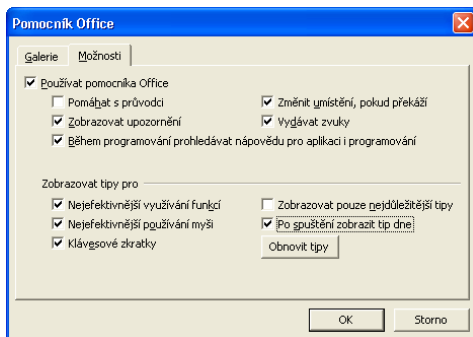 Pomocník Office
Galerie Možnosti
Používat pomocníka Office
Pomáhat s průvodci Změnit umístění, pokud překáží
Zobrazovat upozornění Vydávat zvuky
Během programování prohledávat nápovědu pro aplikaci i programování
Zobrazovat tipy pro
Nejefektivnější využívání funkcí Zobrazovat pouze nejdůležitější tipy
Nejefektivnější používání myši Po spuštění zobrazit tip dne
Klávesové zkratky Obnovit tipy
OK Storno